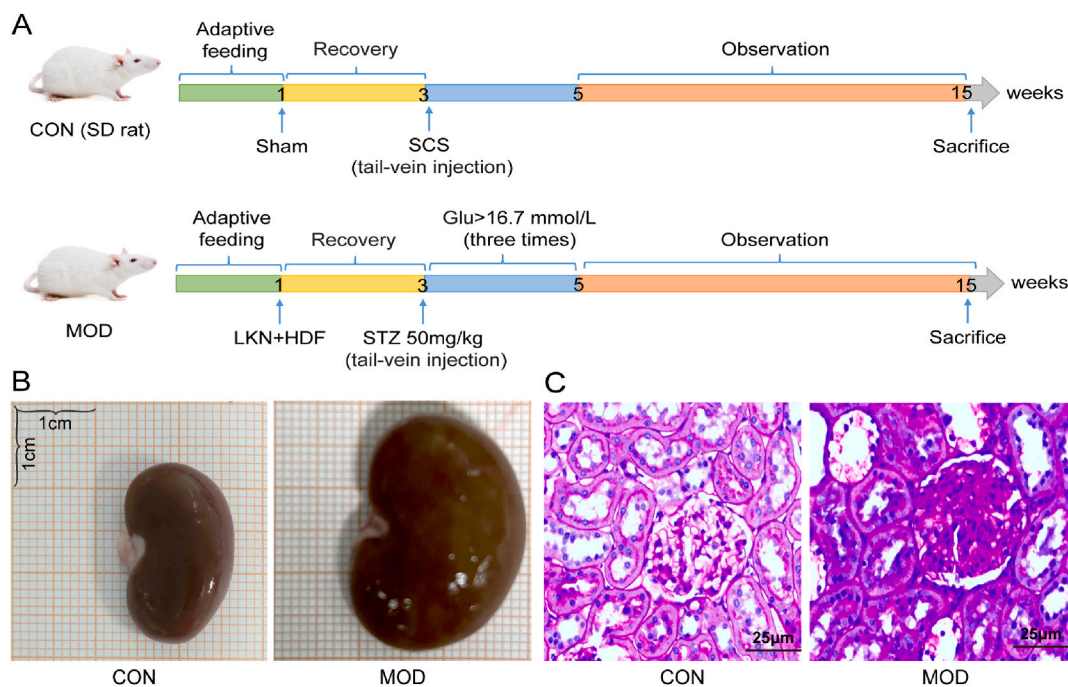 A
Adaptive
feeding
Recovery
Observation
1
3
5
15
weeks
CON (SD rat)
Sham
SCS
(tail-vein injection)
Sacrifice
Adaptive
feeding
Recovery
Glu>16.7 mmol/L
(three times)
Observation
1
3
5
15
weeks
MOD
LKN+HDF
STZ 50mg/kg
(tail-vein injection)
Sacrifice
B
1cm
1cm
CON
MOD
C
25μm
25μm
CON
MOD